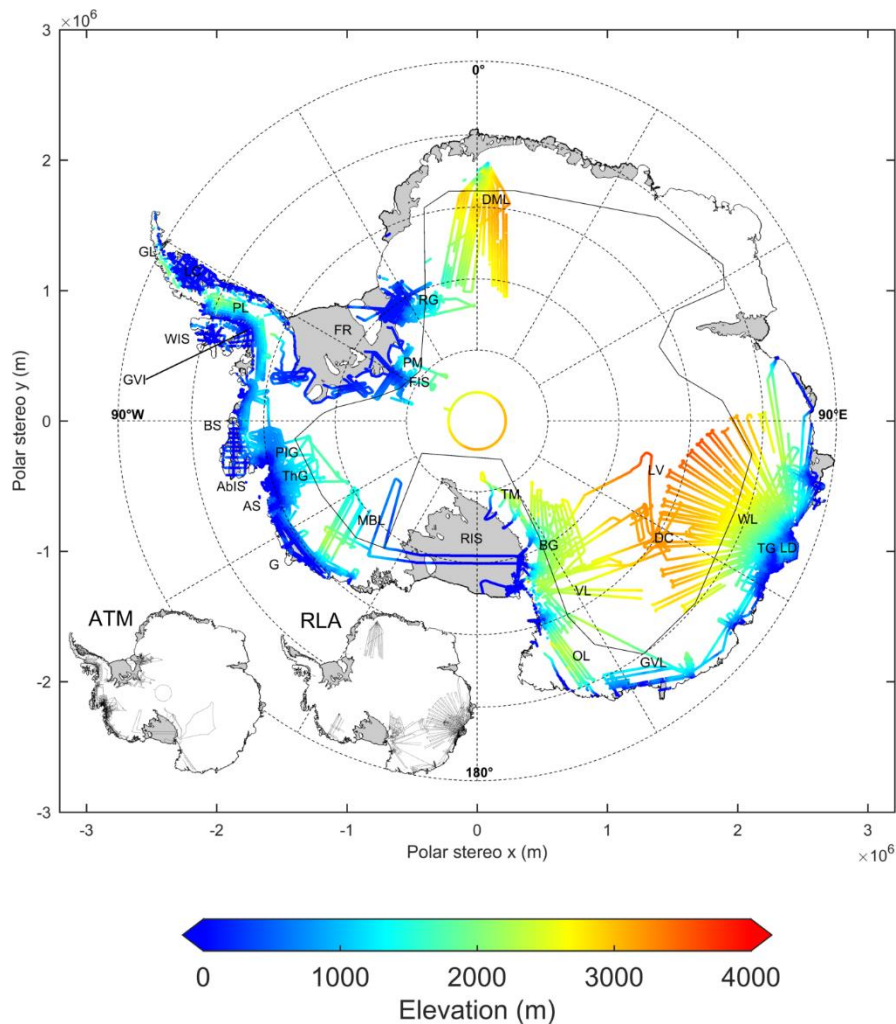 ×10⁶
3
2
1
0
-1
-2
-3
Polar stereo y (m)
0°
DML
GL
PL
WIS
GVI
FR
RG
PM
FIS
90°W
90°E
BS
PIG
AbIS
ThG
AS
MBL
G
RIS
TM
BG
LV
WL
DC
TG LD
VL
OL
GVL
ATM
RLA
180°
-3 -2 -1 0 1 2 3
Polar stereo x (m)
×10⁶
0 1000 2000 3000 4000
Elevation (m)